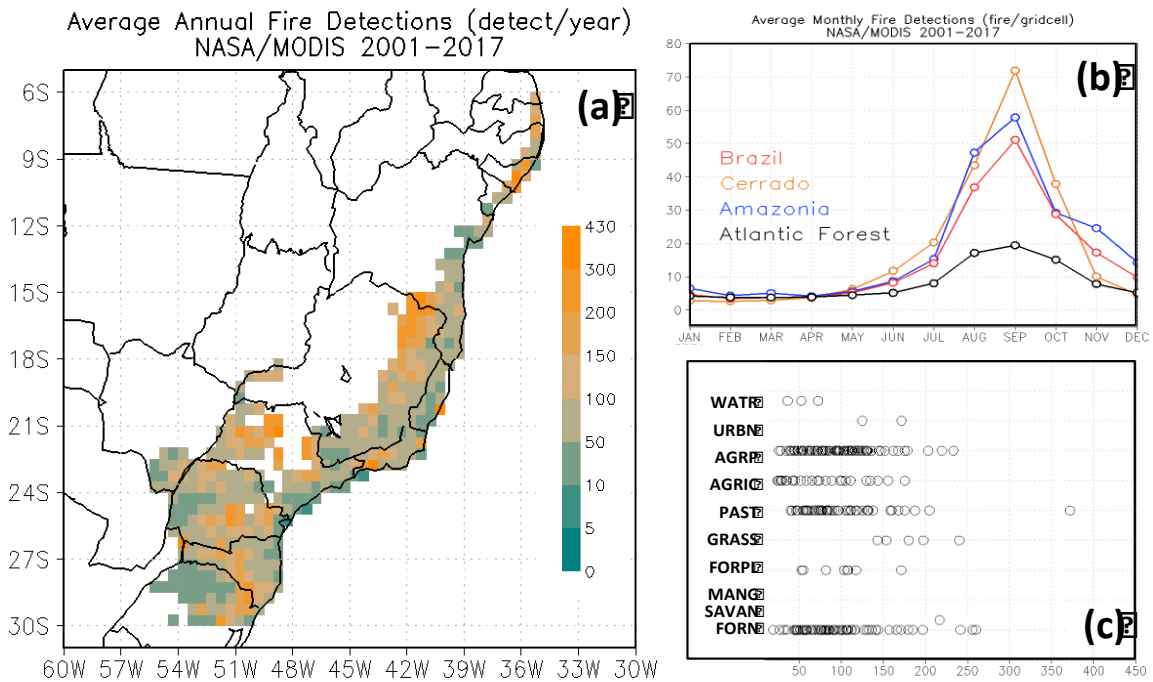 Average Annual Fire Detections (detect/year)
NASA/MODIS 2001-2017
(a)
6S
9S
12S
15S
18S
21S
24S
27S
30S
60W 57W 54W 51W 48W 45W 42W 39W 36W 33W 30W
430
300
200
150
100
50
10
5
0
Average Monthly Fire Detections (fire/gridcell)
NASA/MODIS 2001-2017
(b)
80
70
60
50
40
30
20
10
0
Brazil
Cerrado
Amazonia
Atlantic Forest
JAN FEB MAR APR MAY JUN JUL AUG SEP OCT NOV DEC
WATR
URBN
AGRP
AGRIC
PAST
GRASS
FORPL
MANG
SAVAN
FORN
(c)
50 100 150 200 250 300 350 400 450